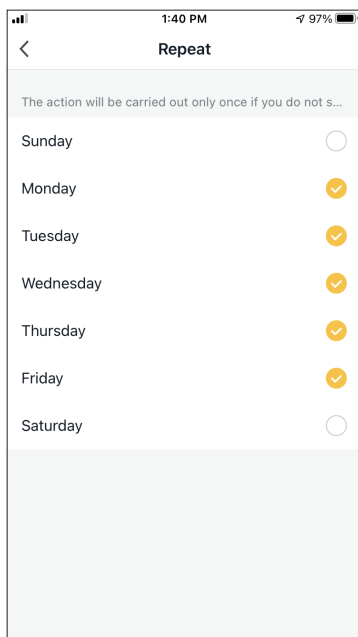 1:40 PM
97%
Repeat
The action will be carried out only once if you do not s...
Sunday
Monday
Tuesday
Wednesday
Thursday
Friday
Saturday